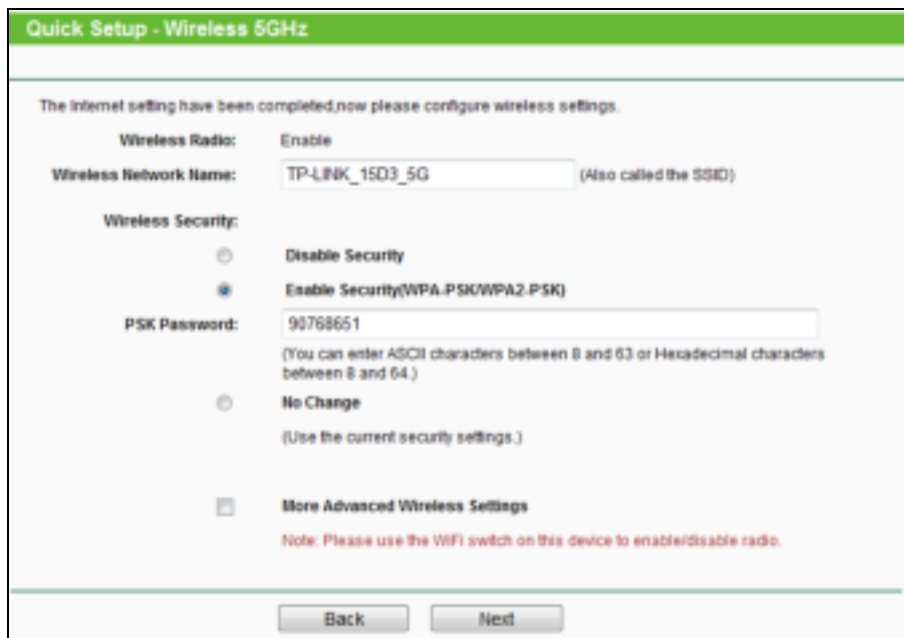 Quick Setup - Wireless 5GHz
The Internet setting have been completed,now please configure wireless settings.
Wireless Radio: Enable
Wireless Network Name: TP-LINK_15D3_5G (Also called the SSID)
Wireless Security:
Disable Security
Enable Security(WPA-PSK/WPA2-PSK)
PSK Password: 90768651
(You can enter ASCII characters between 8 and 63 or Hexadecimal characters
between 8 and 64.)
No Change
(Use the current security settings.)
More Advanced Wireless Settings
Note: Please use the WiFi switch on this device to enable/disable radio.
Back Next